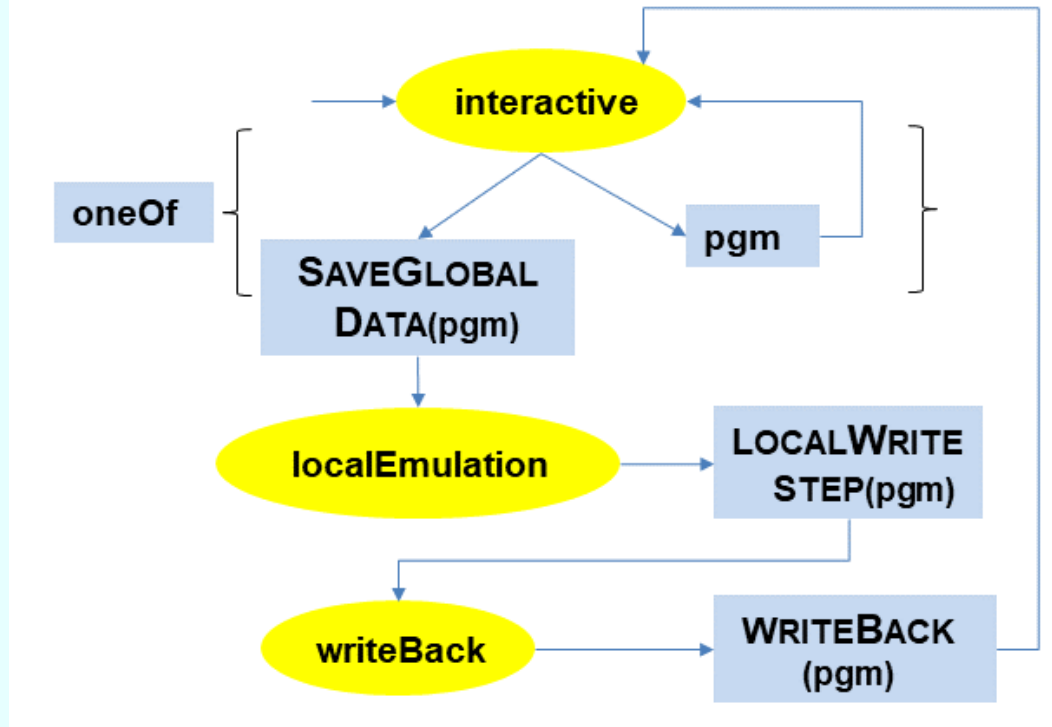 interactive
oneOf
pgm
SAVEGLOBAL
DATA(pgm)
localEmulation
LOCALWRITE
STEP(pgm)
writeBack
WRITEBACK
(pgm)